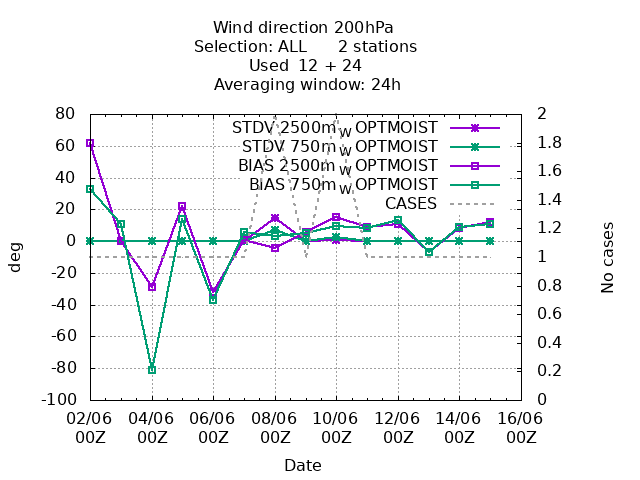 Wind direction 200hPa
Selection: ALL 2 stations
Used 12 + 24
Averaging window: 24h
STDV 2500m_W OPTMOIST
STDV 750m_W OPTMOIST
BIAS 2500m_W OPTMOIST
BIAS 750m_W OPTMOIST
CASES
80 60 40 20 0 -20 -40 -60 -80 -100
deg
2 1.8 1.6 1.4 1.2 1 0.8 0.6 0.4 0.2 0
No cases
02/06 04/06 06/06 08/06 10/06 12/06 14/06 16/06
00Z 00Z 00Z 00Z 00Z 00Z 00Z 00Z
Date